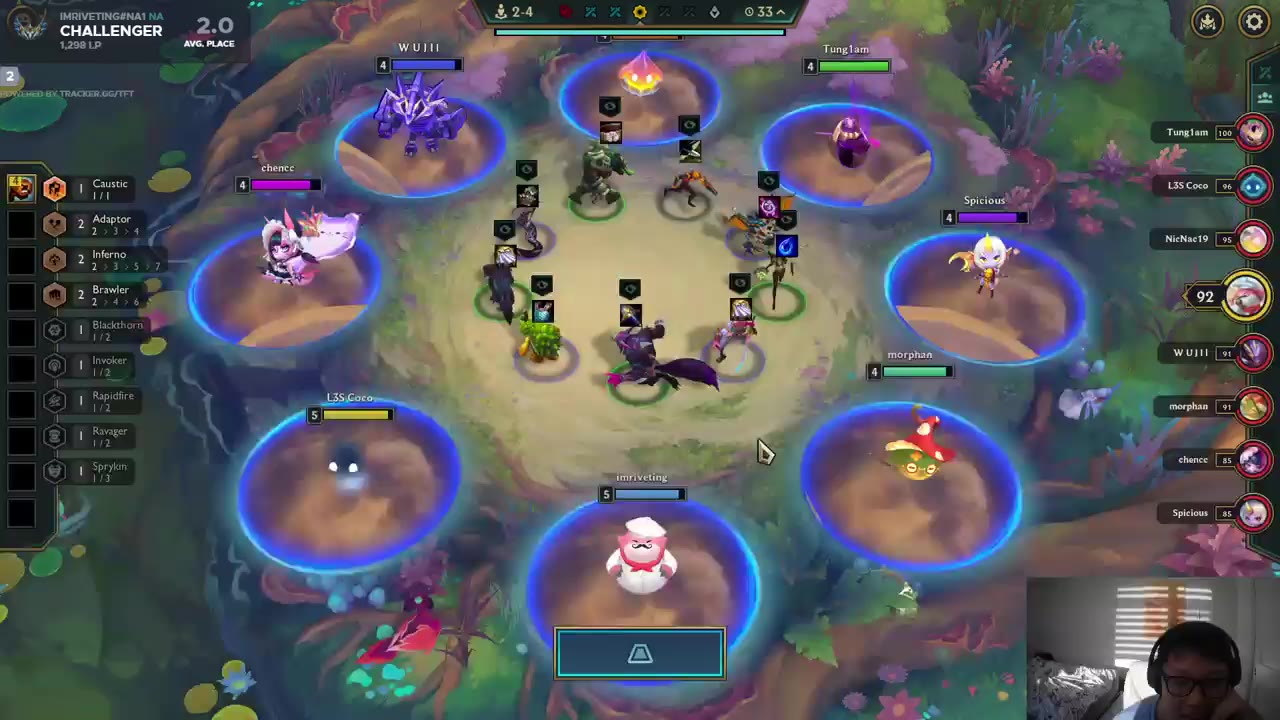 IMRIVETING#NA1 NA
CHALLENGER
1,298 LP
2.0
AVG. PLACE
2
POWERED BY TRACKER.GG/TFT
2-4
33
WUJII
4
Tung1am
4
chence
4
Spicious
4
morphan
4
L3S Coco
5
imriveting
5
1 Caustic
1 / 1
2 Adaptor
2 > 3 > 4
2 Inferno
2 > 3 > 5 > 7
2 Brawler
2 > 4 > 6
1 Blackthorn
1 / 2
1 Invoker
1 / 2
1 Rapidfire
1 / 2
1 Ravager
1 / 2
1 Sprykin
1 / 3
Tung1am 100
L3S Coco 96
NicNac19 95
92
WUJII 91
morphan 91
chence 85
Spicious 85